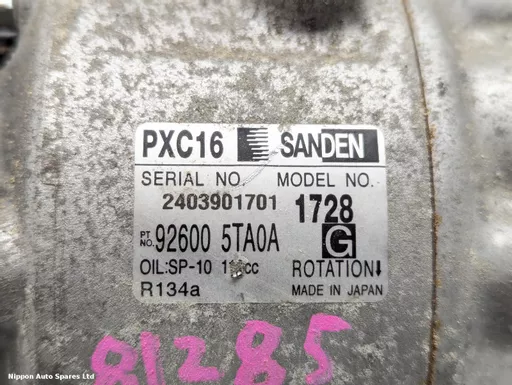 PXC16 SANDEN
SERIAL NO. MODEL NO.
2403901701 1728
PT NO. 92600 5TA0A G
OIL:SP-10 cc ROTATION
R134a MADE IN JAPAN
81285
Nippon Auto Spares Ltd